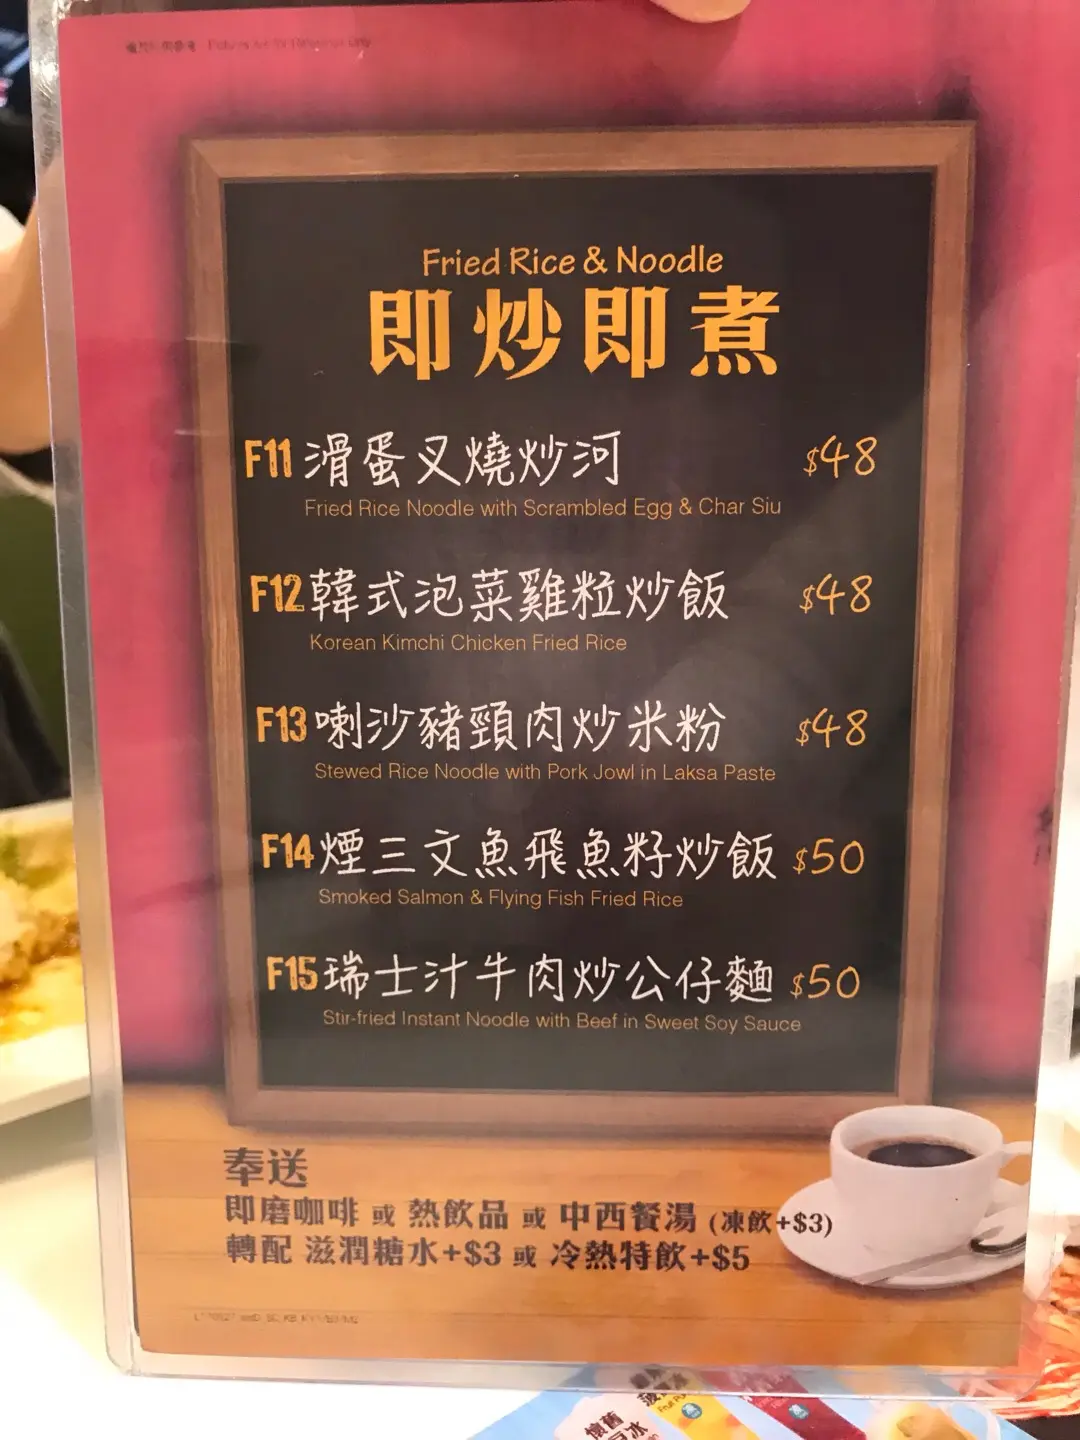 Fried Rice & Noodle
即炒即煮
F11 滑蛋叉燒炒河 $48
Fried Rice Noodle with Scrambled Egg & Char Siu
F12 韓式泡菜雞粒炒飯 $48
Korean Kimchi Chicken Fried Rice
F13 喇沙豬頸肉炒米粉 $48
Stewed Rice Noodle with Pork Jowl in Laksa Paste
F14 煙三文魚飛魚籽炒飯 $50
Smoked Salmon & Flying Fish Fried Rice
F15 瑞士汁牛肉炒公仔麵 $50
Stir-fried Instant Noodle with Beef in Sweet Soy Sauce
奉送
即磨咖啡 或 熱飲品 或 中西餐湯 (凍飲+$3)
轉配 滋潤糖水+$3 或 冷熱特飲+$5
懷舊